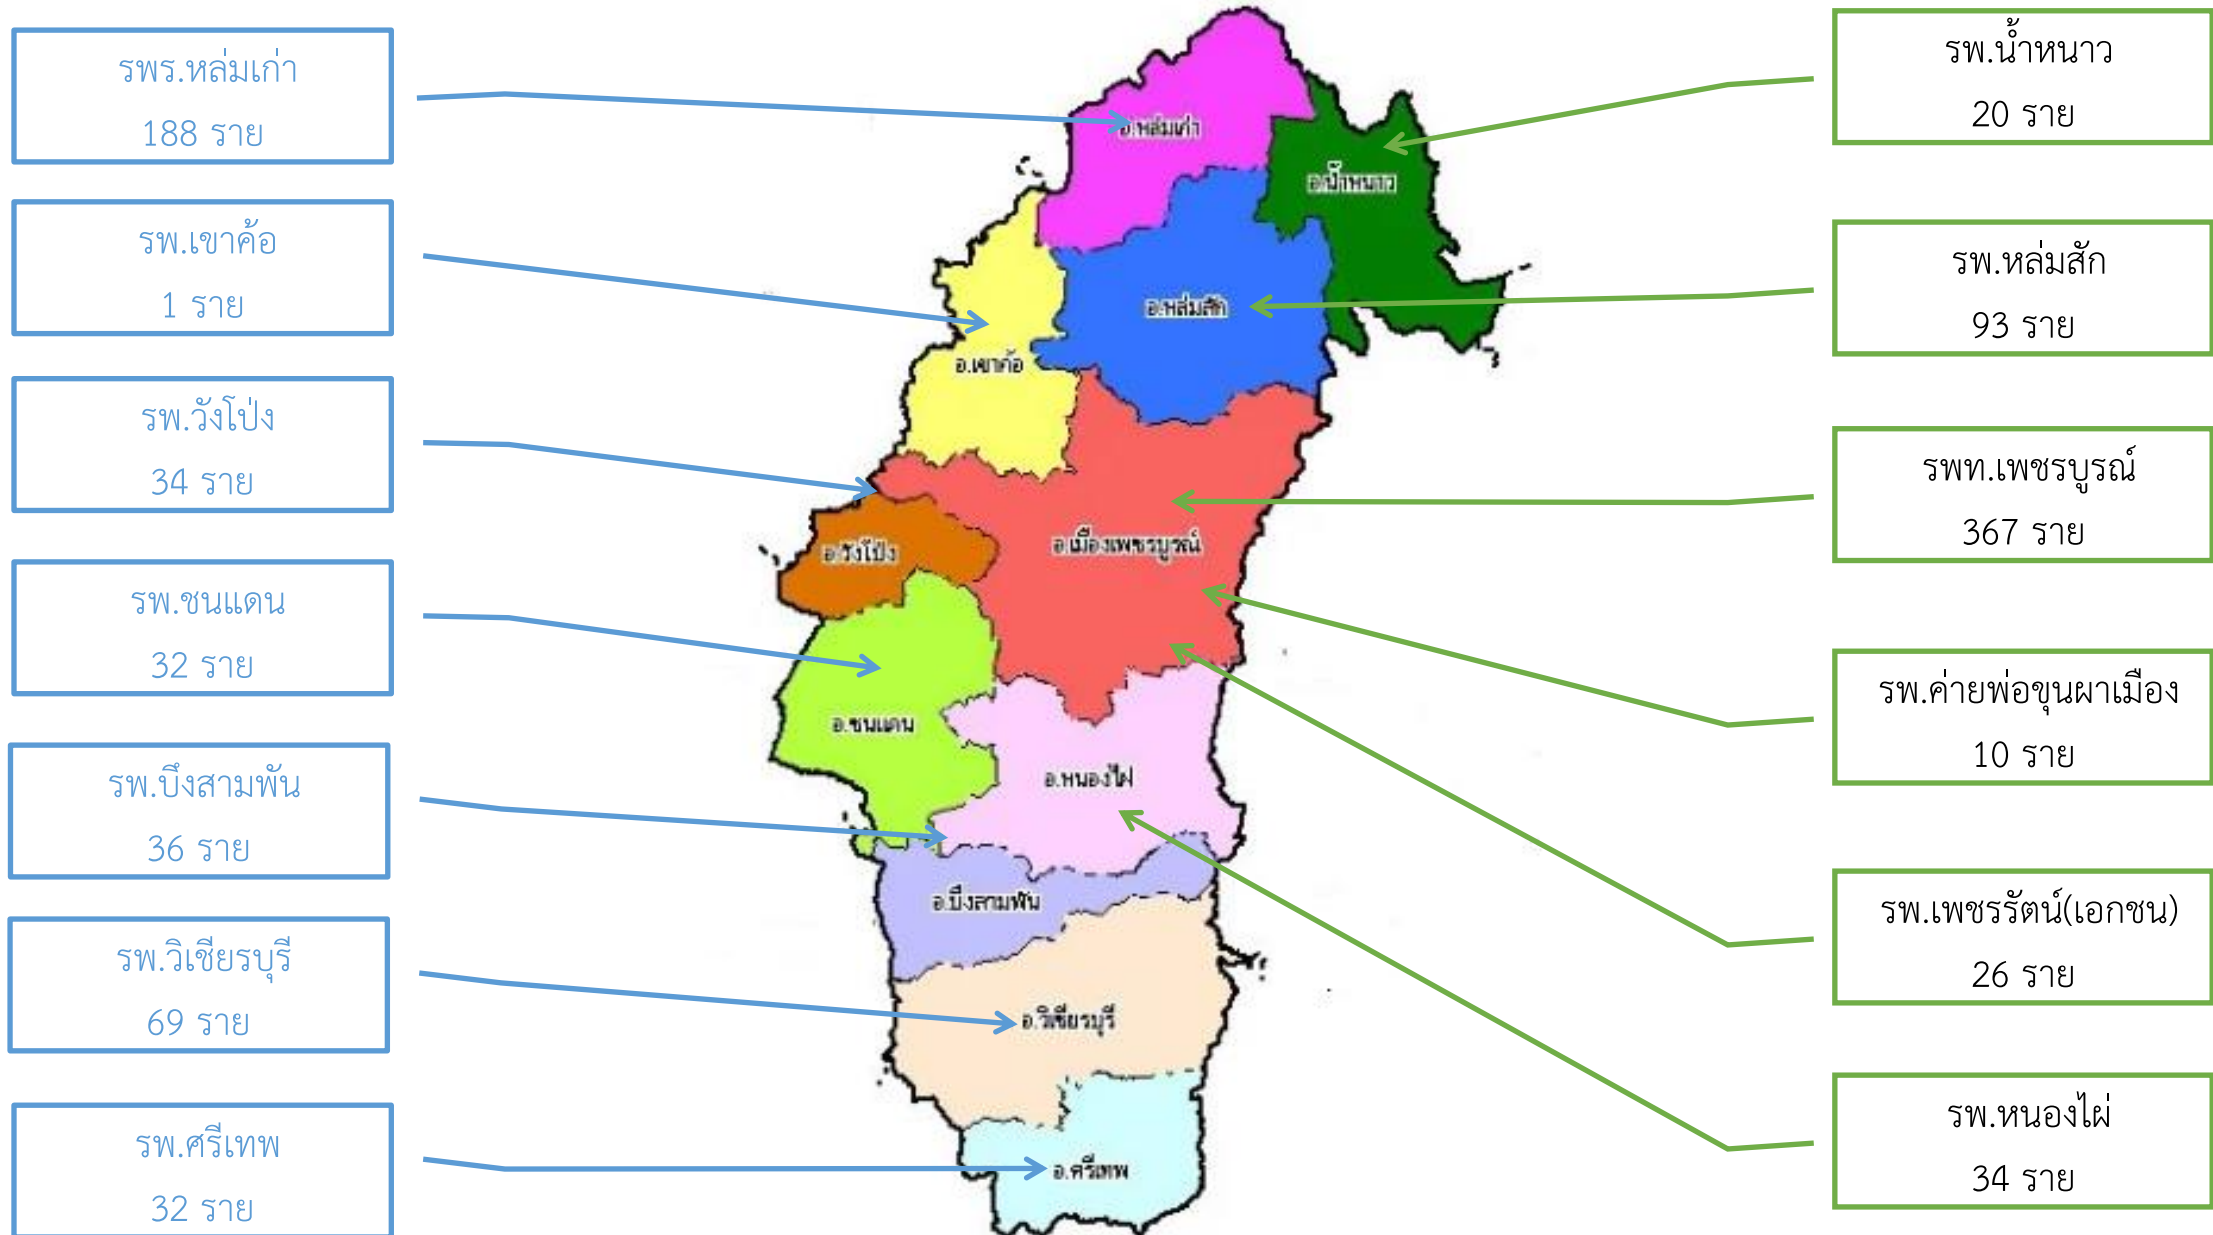 รพร.หล่มเก่า
188 ราย
รพ.เขาค้อ
1 ราย
รพ.วังโป่ง
34 ราย
รพ.ชนแดน
32 ราย
รพ.บึงสามพัน
36 ราย
รพ.วิเชียรบุรี
69 ราย
รพ.ศรีเทพ
32 ราย
อ.หล่มเก่า
อ.น้ำหนาว
อ.หล่มสัก
อ.เขาค้อ
อ.เมืองเพชรบูรณ์
อ.วังโป่ง
อ.ชนแดน
อ.หนองไผ่
อ.บึงสามพัน
อ.วิเชียรบุรี
อ.ศรีเทพ
รพ.น้ำหนาว
20 ราย
รพ.หล่มสัก
93 ราย
รพท.เพชรบูรณ์
367 ราย
รพ.ค่ายพ่อขุนผาเมือง
10 ราย
รพ.เพชรรัตน์(เอกชน)
26 ราย
รพ.หนองไผ่
34 ราย